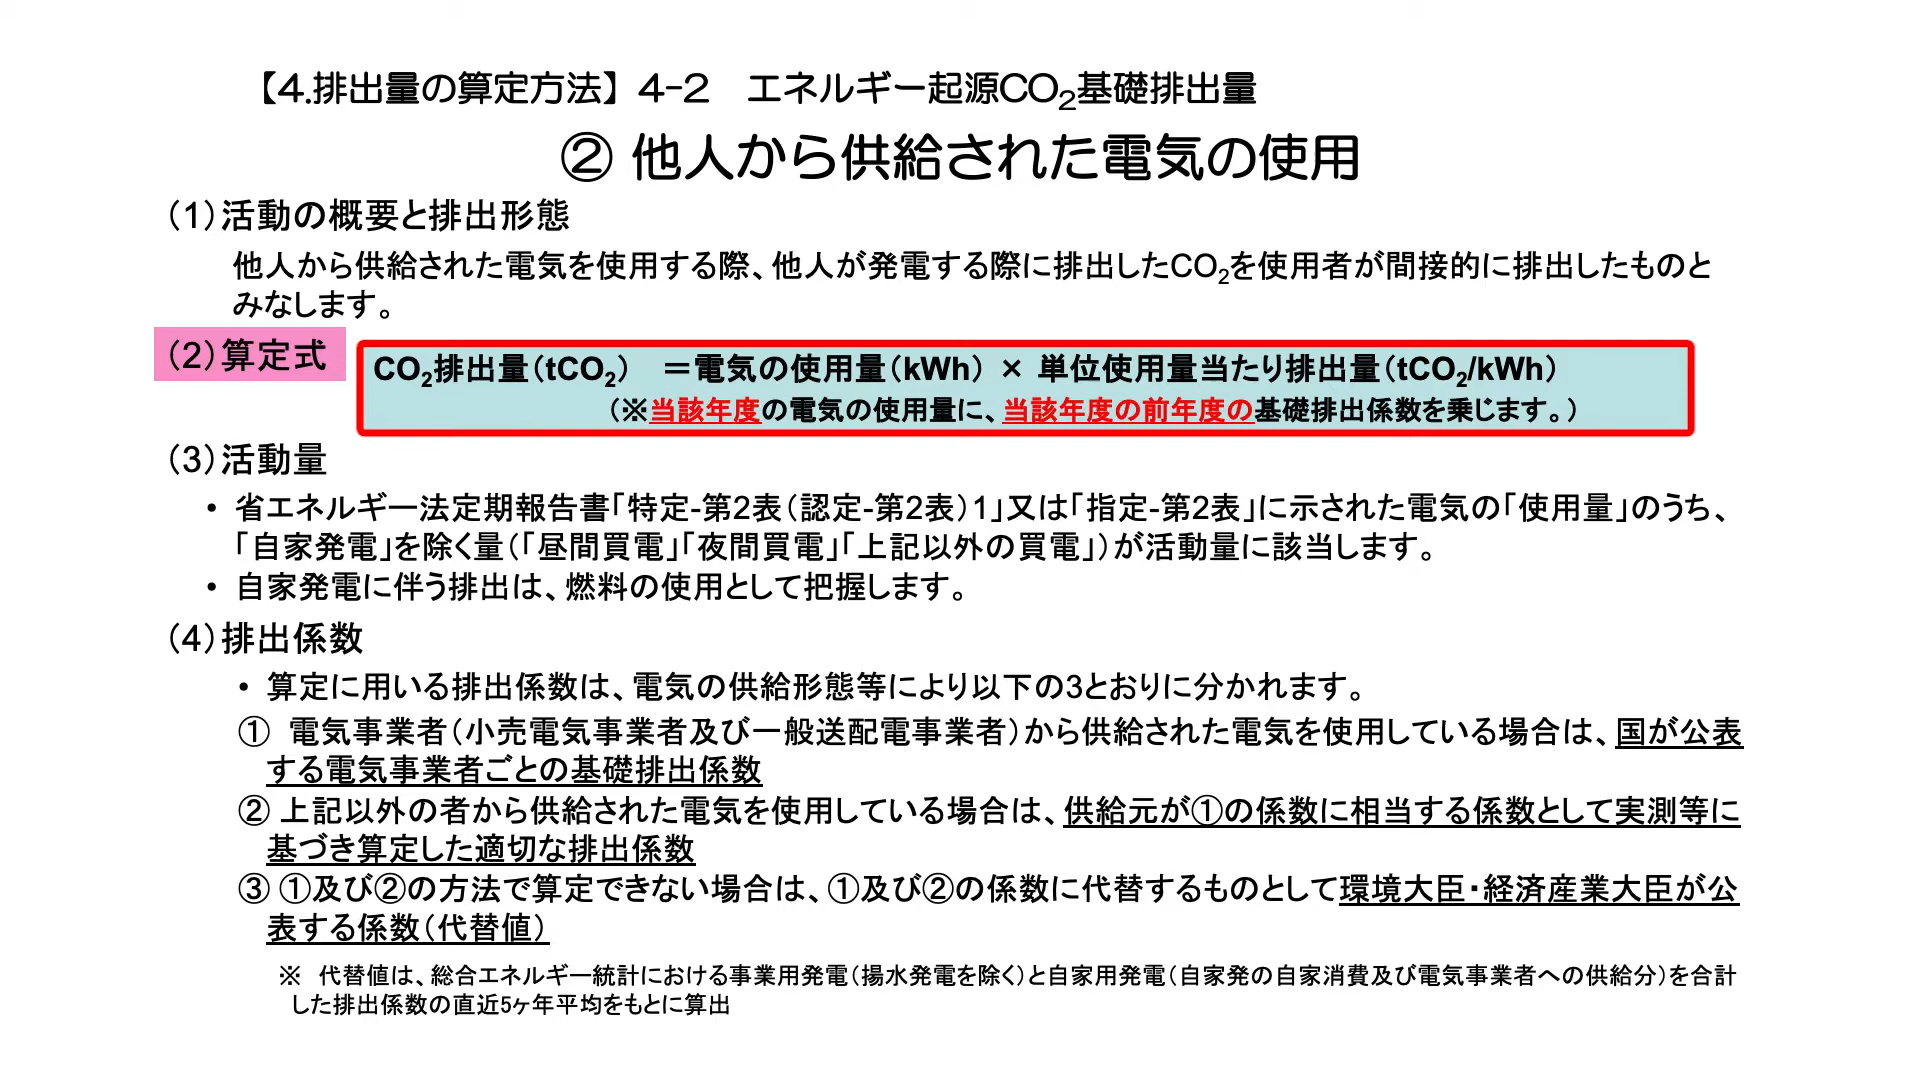 【4.排出量の算定方法】 4-2　エネルギー起源CO2基礎排出量
② 他人から供給された電気の使用
（1）活動の概要と排出形態
他人から供給された電気を使用する際、他人が発電する際に排出したCO2を使用者が間接的に排出したものと
みなします。
（2）算定式
CO2排出量（tCO2）　＝電気の使用量（kWh） × 単位使用量当たり排出量（tCO2/kWh）
（※当該年度の電気の使用量に、当該年度の前年度の基礎排出係数を乗じます。）
（3）活動量
• 省エネルギー法定期報告書「特定-第2表（認定-第2表）1」又は「指定-第2表」に示された電気の「使用量」のうち、
「自家発電」を除く量（「昼間買電」「夜間買電」「上記以外の買電」）が活動量に該当します。
• 自家発電に伴う排出は、燃料の使用として把握します。
（4）排出係数
• 算定に用いる排出係数は、電気の供給形態等により以下の3とおりに分かれます。
① 電気事業者（小売電気事業者及び一般送配電事業者）から供給された電気を使用している場合は、国が公表
する電気事業者ごとの基礎排出係数
② 上記以外の者から供給された電気を使用している場合は、供給元が①の係数に相当する係数として実測等に
基づき算定した適切な排出係数
③ ①及び②の方法で算定できない場合は、①及び②の係数に代替するものとして環境大臣・経済産業大臣が公
表する係数（代替値）
※　代替値は、総合エネルギー統計における事業用発電（揚水発電を除く）と自家用発電（自家発の自家消費及び電気事業者への供給分）を合計
した排出係数の直近5ヶ年平均をもとに算出